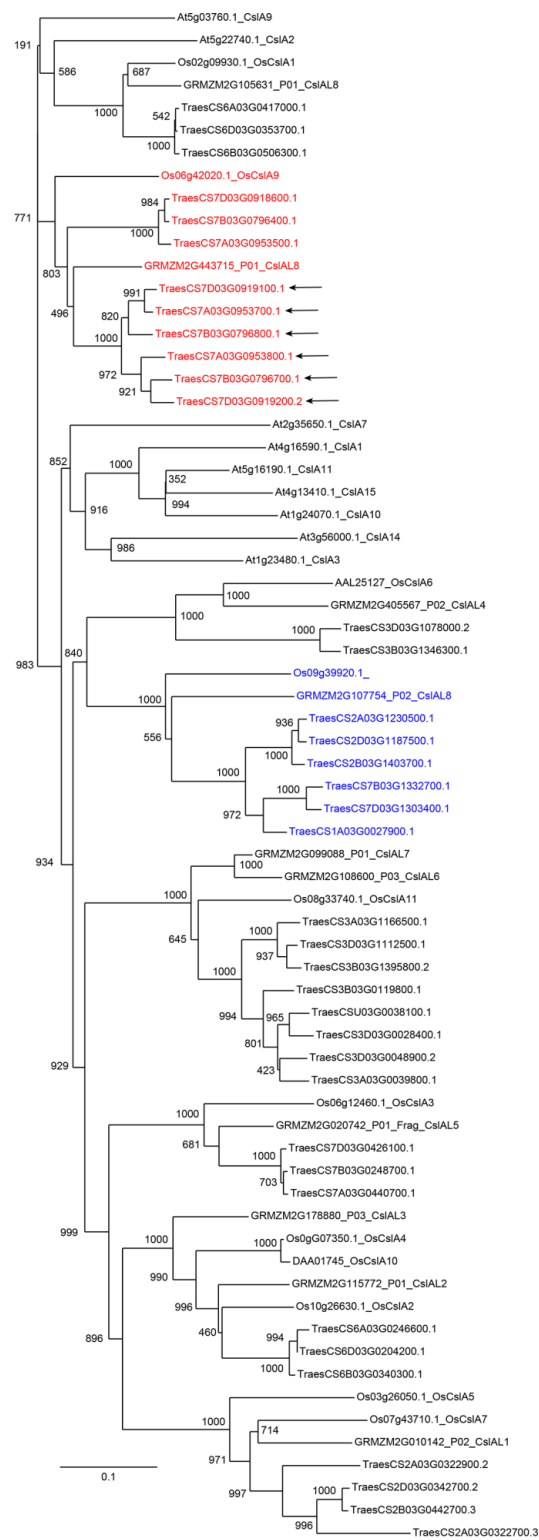 At5g03760.1_CslA9
191
At5g22740.1_CslA2
586
Os02g09930.1_OsCslA1
687
GRMZM2G105631_P01_CslAL8
1000
TraesCS6A03G0417000.1
542
TraesCS6D03G0353700.1
1000
TraesCS6B03G0506300.1
Os06g42020.1_OsCslA9
984
TraesCS7D03G0918600.1
771
TraesCS7B03G0796400.1
1000
TraesCS7A03G0953500.1
803
GRMZM2G443715_P01_CslAL8
TraesCS7D03G0919100.1
991
496
TraesCS7A03G0953700.1
820
TraesCS7B03G0796800.1
1000
TraesCS7A03G0953800.1
972
TraesCS7B03G0796700.1
921
TraesCS7D03G0919200.2
At2g35650.1_CslA7
At4g16590.1_CslA1
852
1000
At5g16190.1_CslA11
352
At4g13410.1_CslA15
994
916
At1g24070.1_CslA10
At3g56000.1_CslA14
986
At1g23480.1_CslA3
AAL25127_OsCslA6
1000
GRMZM2G405567_P02_CslAL4
1000
TraesCS3D03G1078000.2
1000
840
TraesCS3B03G1346300.1
983
Os09g39920.1_
1000
GRMZM2G107754_P02_CslAL8
TraesCS2A03G1230500.1
936
556
TraesCS2D03G1187500.1
1000
TraesCS2B03G1403700.1
TraesCS7B03G1332700.1
1000
TraesCS7D03G1303400.1
972
TraesCS1A03G0027900.1
GRMZM2G099088_P01_CslAL7
934
1000
GRMZM2G108600_P03_CslAL6
1000
Os08g33740.1_OsCslA11
TraesCS3A03G1166500.1
645
TraesCS3D03G1112500.1
937
1000
TraesCS3B03G1395800.2
TraesCS3B03G0119800.1
TraesCSU03G0038100.1
994
965
TraesCS3D03G0028400.1
801
TraesCS3D03G0048900.2
929
423
TraesCS3A03G0039800.1
Os06g12460.1_OsCslA3
1000
GRMZM2G020742_P01_Frag_CslAL5
681
TraesCS7D03G0426100.1
1000
TraesCS7B03G0248700.1
703
TraesCS7A03G0440700.1
GRMZM2G178880_P03_CslAL3
999
1000
Os0gG07350.1_OsCslA4
1000
DAA01745_OsCslA10
990
GRMZM2G115772_P01_CslAL2
996
Os10g26630.1_OsCslA2
TraesCS6A03G0246600.1
460
994
896
TraesCS6D03G0204200.1
1000
TraesCS6B03G0340300.1
Os03g26050.1_OsCslA5
1000
Os07g43710.1_OsCslA7
714
GRMZM2G010142_P02_CslAL1
971
TraesCS2A03G0322900.2
0.1
TraesCS2D03G0342700.2
1000
997
TraesCS2B03G0442700.3
996
TraesCS2A03G0322700.3